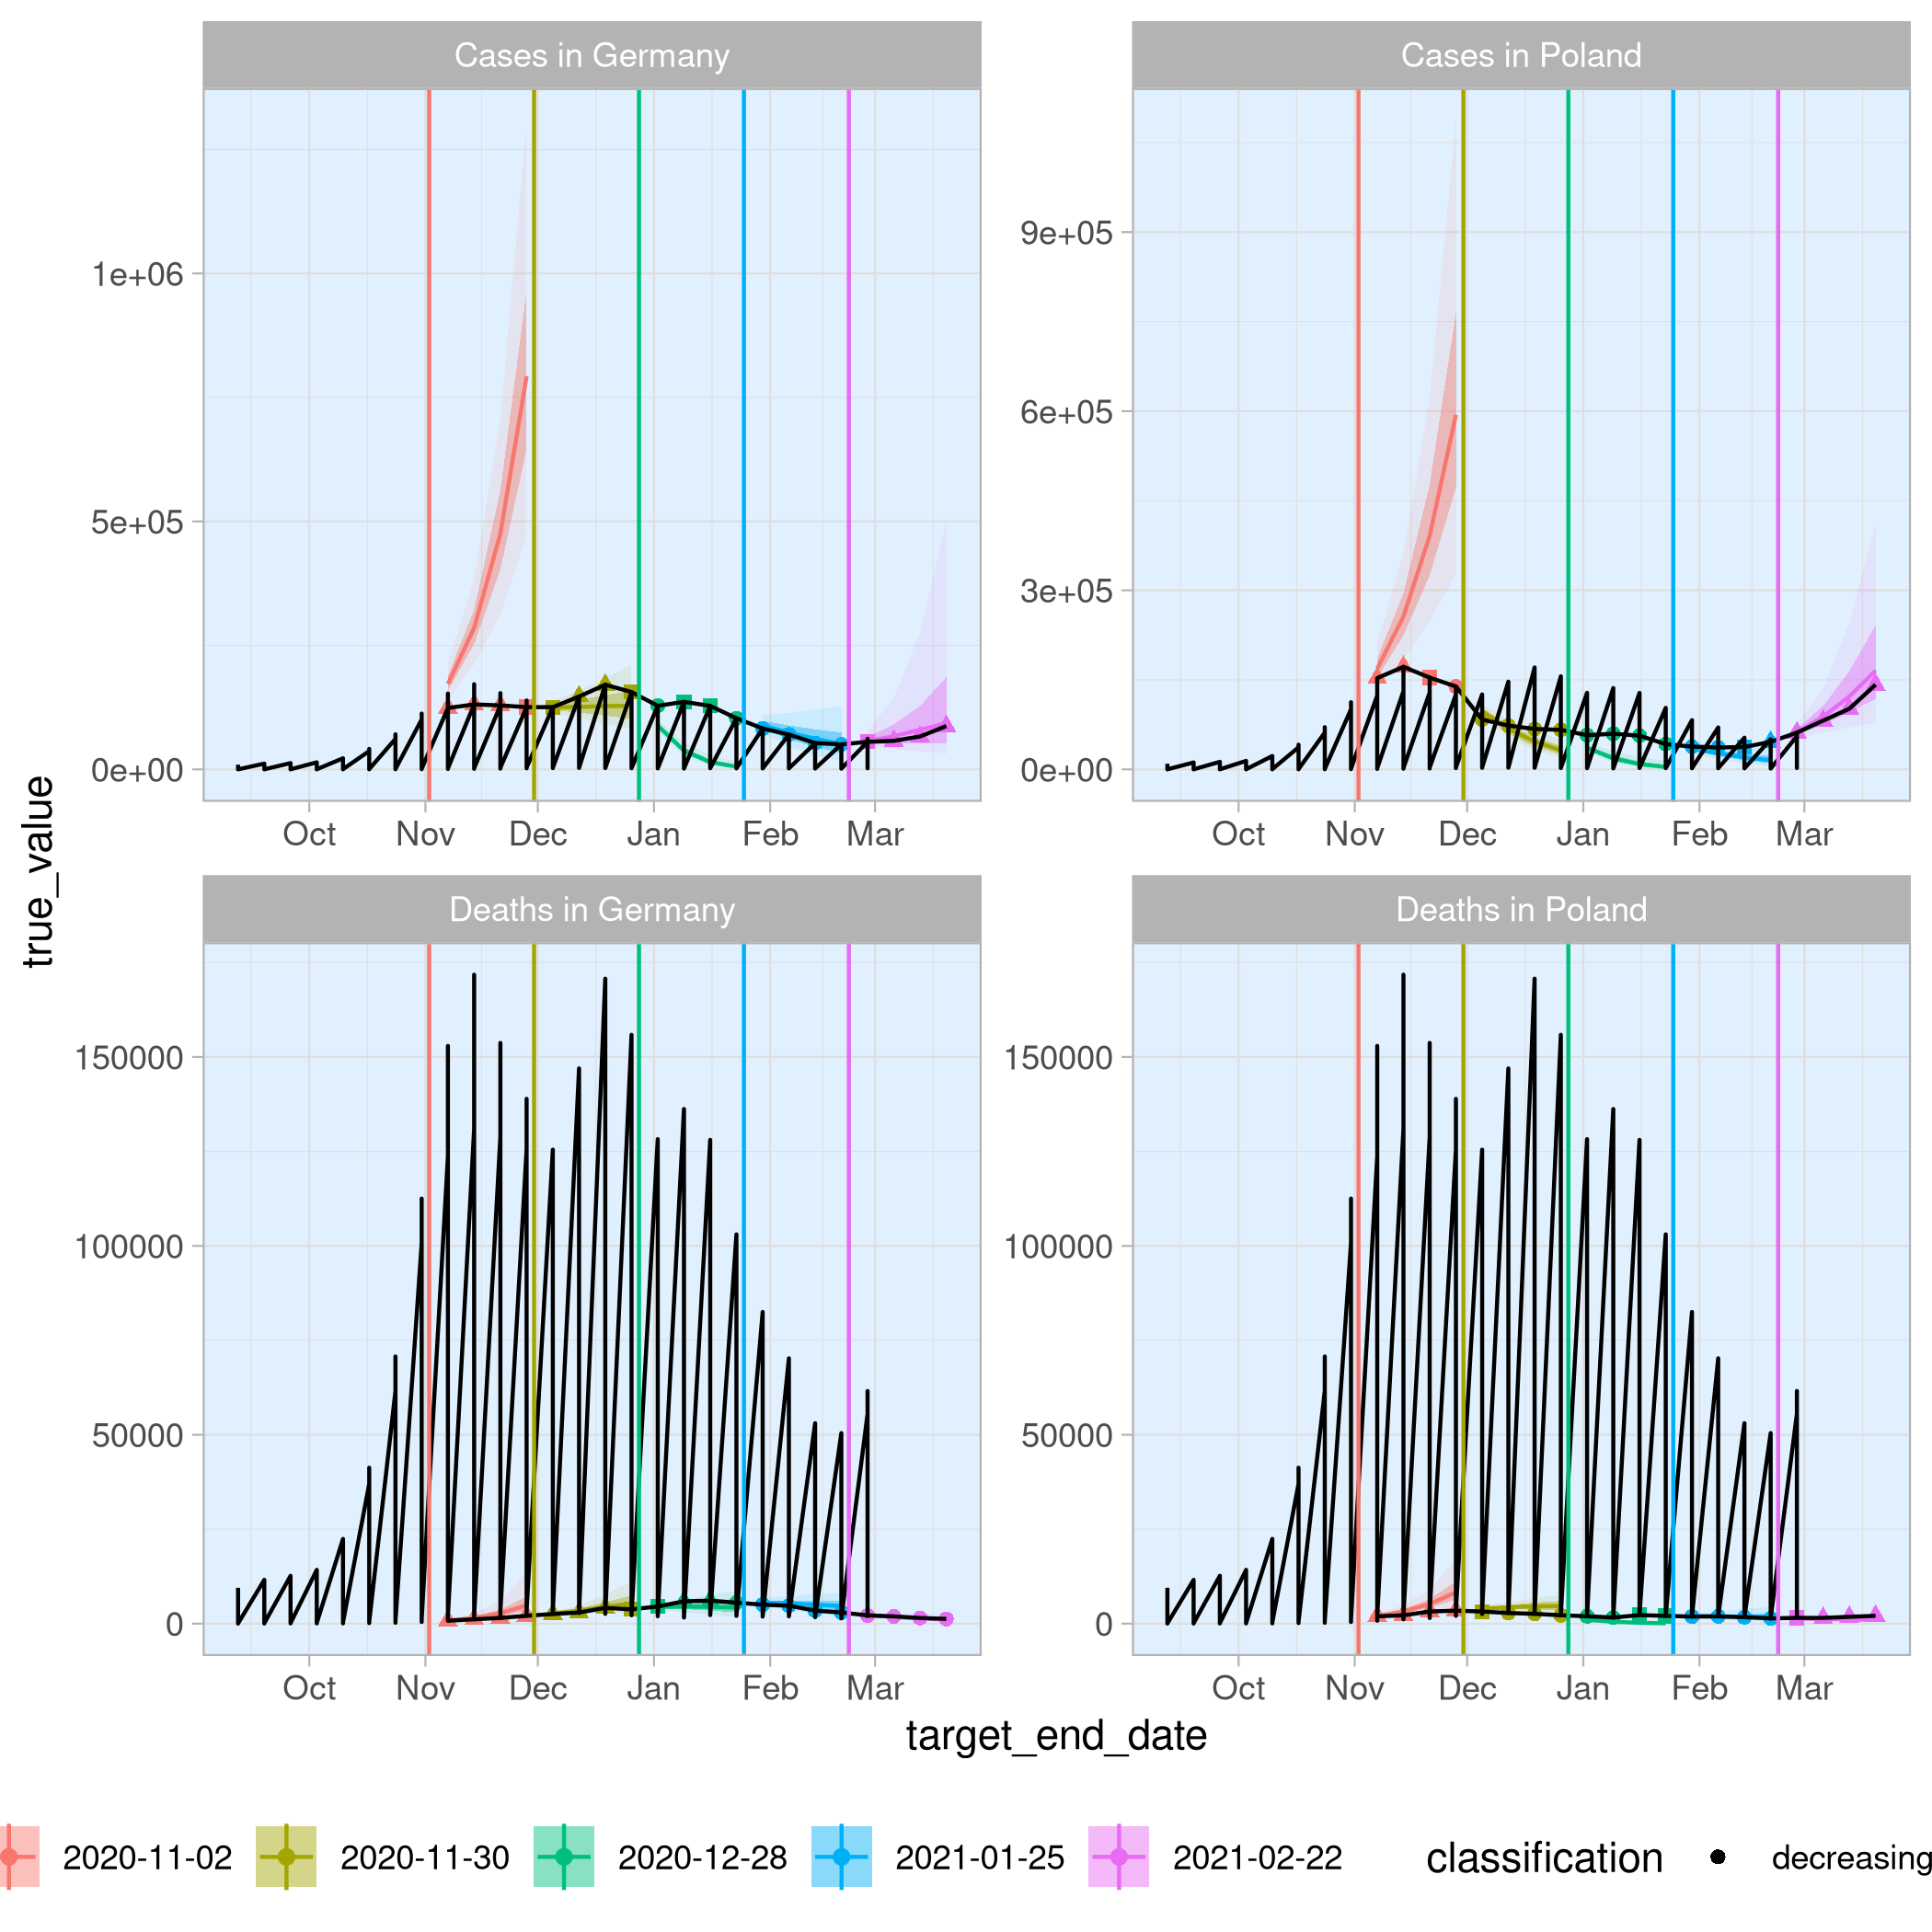 Cases in Germany
Cases in Poland
1e+06
5e+05
0e+00
9e+05
6e+05
3e+05
0e+00
Oct Nov Dec Jan Feb Mar
Oct Nov Dec Jan Feb Mar
true_value
Deaths in Germany
Deaths in Poland
150000
100000
50000
0
150000
100000
50000
0
Oct Nov Dec Jan Feb Mar
Oct Nov Dec Jan Feb Mar
target_end_date
2020-11-02 2020-11-30 2020-12-28 2021-01-25 2021-02-22 classification decreasing